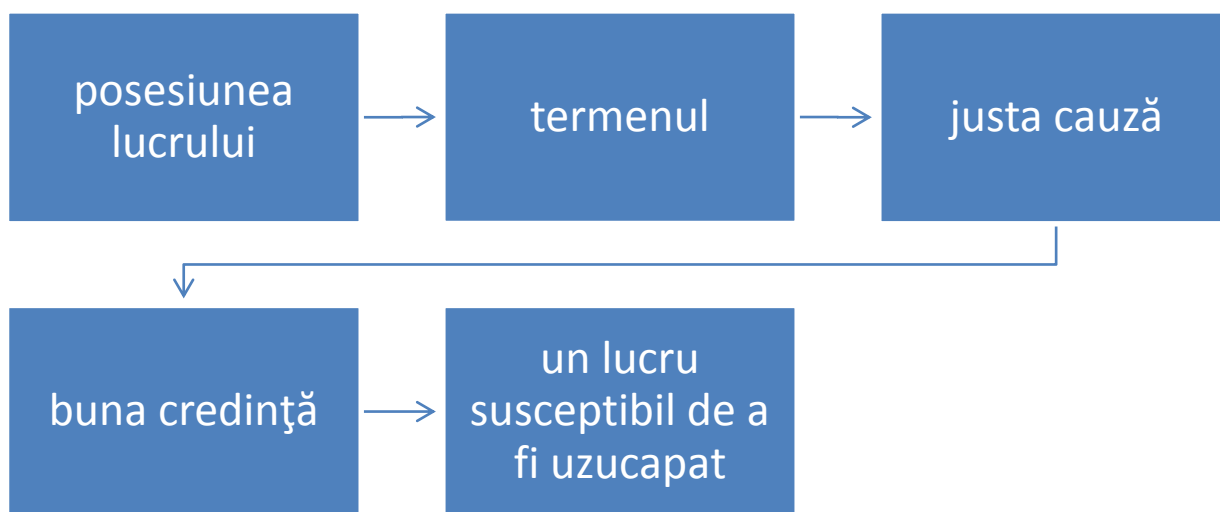 posesiunea
lucrului
termenul
justa cauză
buna credinţă
un lucru
susceptibil de a
fi uzucapat